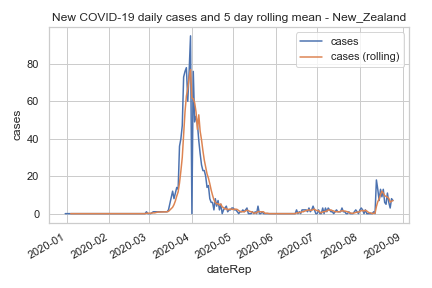 New COVID-19 daily cases and 5 day rolling mean - New_Zealand
cases
cases (rolling)
80
60
40
20
0
cases
2020-01
2020-02
2020-03
2020-04
2020-05
2020-06
2020-07
2020-08
2020-09
dateRep